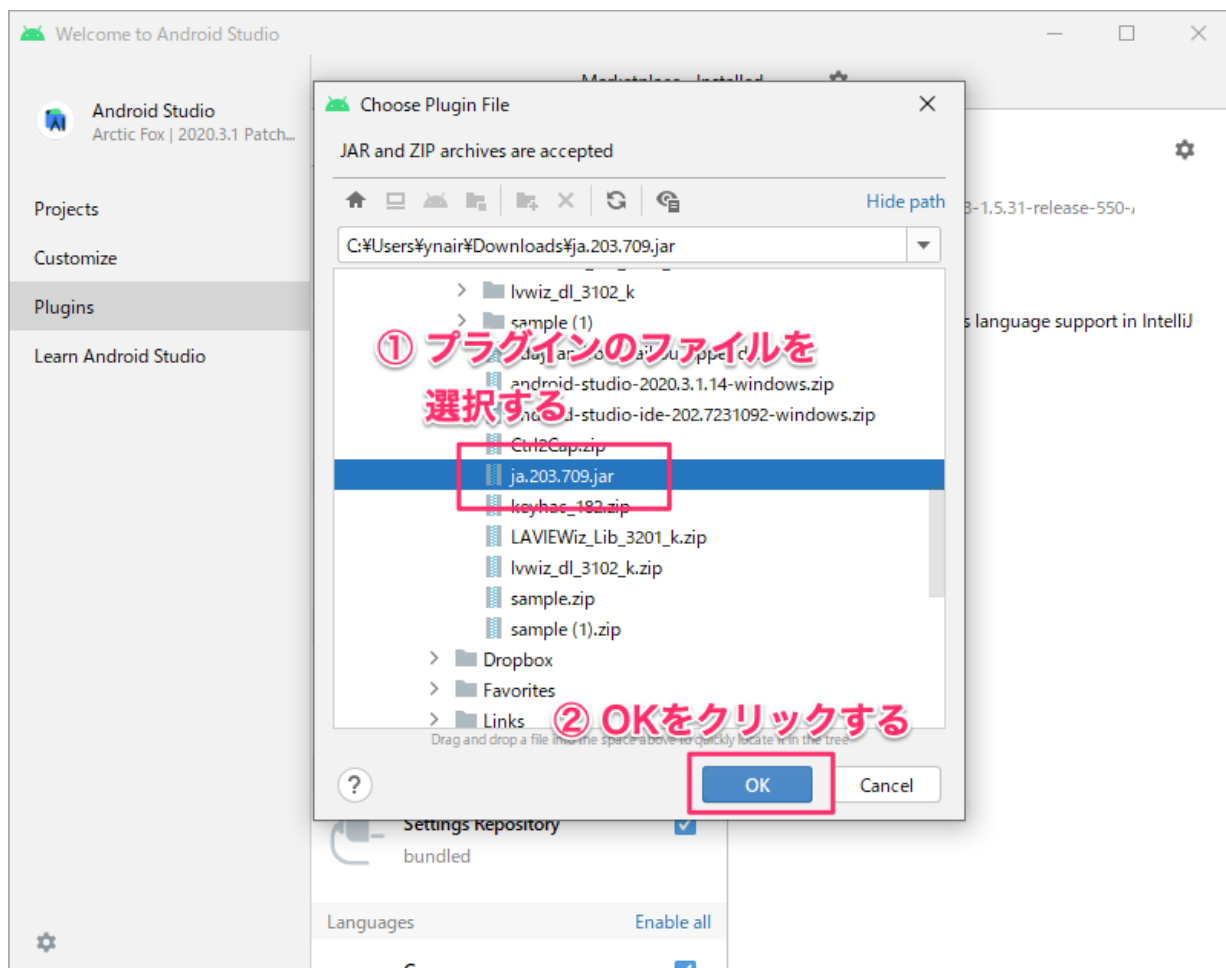 Welcome to Android Studio
Android Studio
Arctic Fox | 2020.3.1 Patch...
Projects
Customize
Plugins
Learn Android Studio
Marketplace Installed
Choose Plugin File
JAR and ZIP archives are accepted
Hide path
C:¥Users¥ynair¥Downloads¥ja.203.709.jar
lvwiz_dl_3102_k
sample (1)
① プラグインのファイルを
選択する
android-studio-2020.3.1.14-windows.zip
android-studio-ide-202.7231092-windows.zip
Ctrl2Cap.zip
ja.203.709.jar
keyhac_182.zip
LAVIEWiz_Lib_3201_k.zip
lvwiz_dl_3102_k.zip
sample.zip
sample (1).zip
Dropbox
Favorites
Links
② OKをクリックする
Drag and drop a file into the space above to quickly locate it in the tree
?
OK
Cancel
3-1.5.31-release-550-
s language support in IntelliJ
Settings Repository
bundled
Languages
Enable all